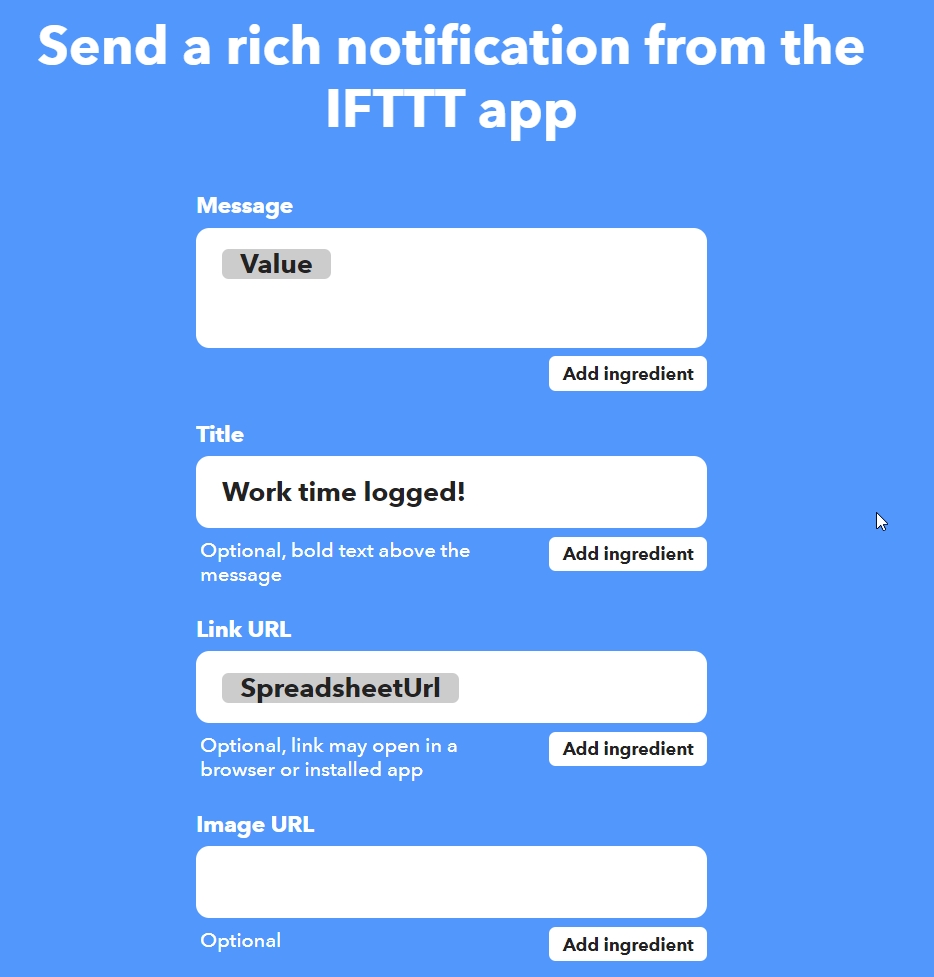 Send a rich notification from the
IFTTT app
Message
Value
Add ingredient
Title
Work time logged!
Optional, bold text above the
message
Add ingredient
Link URL
SpreadsheetUrl
Optional, link may open in a
browser or installed app
Add ingredient
Image URL
Optional
Add ingredient